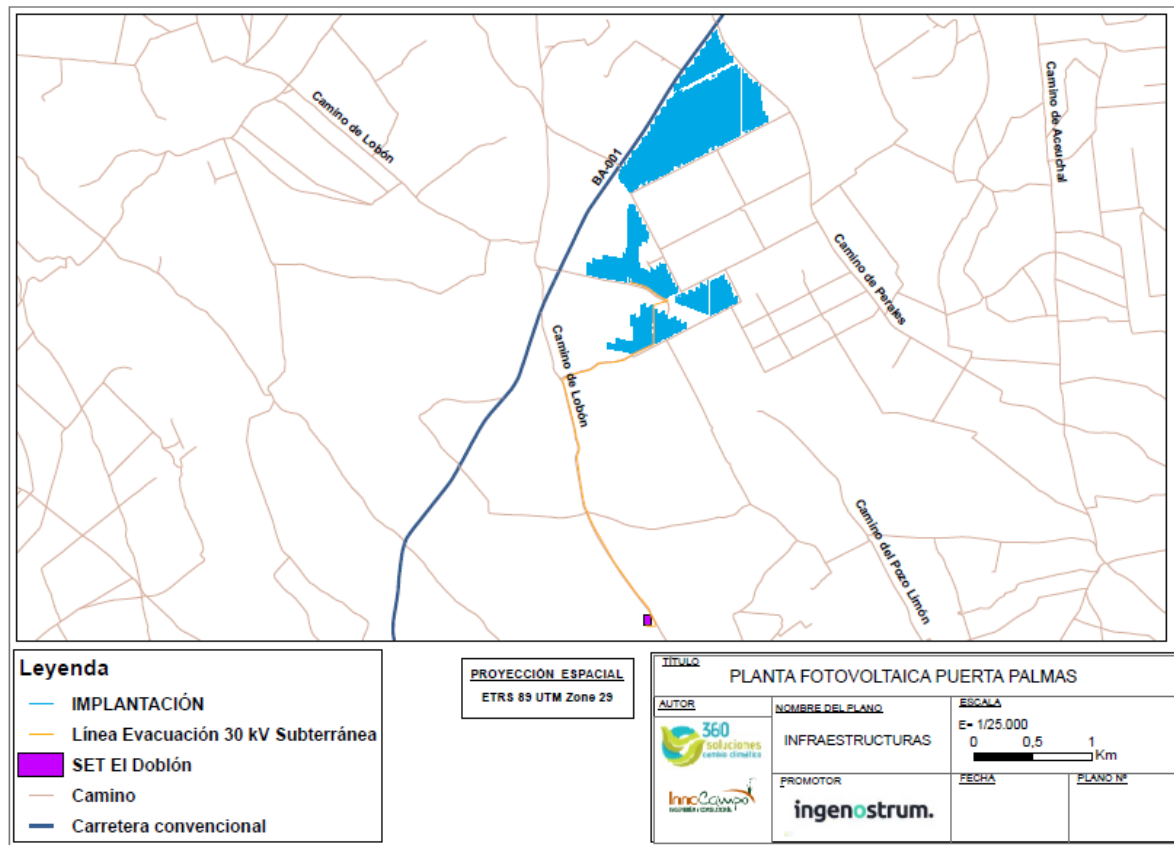 Camino de Lobón
BA-001
Camino de Aceuchal
Camino de Perales
Camino de Lobón
Camino del Pozo Limón
Leyenda
IMPLANTACIÓN
Línea Evacuación 30 kV Subterránea
SET El Doblón
Camino
Carretera convencional
PROYECCIÓN ESPACIAL
ETRS 89 UTM Zone 29
TÍTULO
PLANTA FOTOVOLTAICA PUERTA PALMAS
AUTOR
360
soluciones
cambio climático
InnoCampo
NOMBRE DEL PLANO
INFRAESTRUCTURAS
ESCALA
E= 1/25.000
0 0,5 1
Km
PROMOTOR
ingenostrum.
FECHA
PLANO Nº